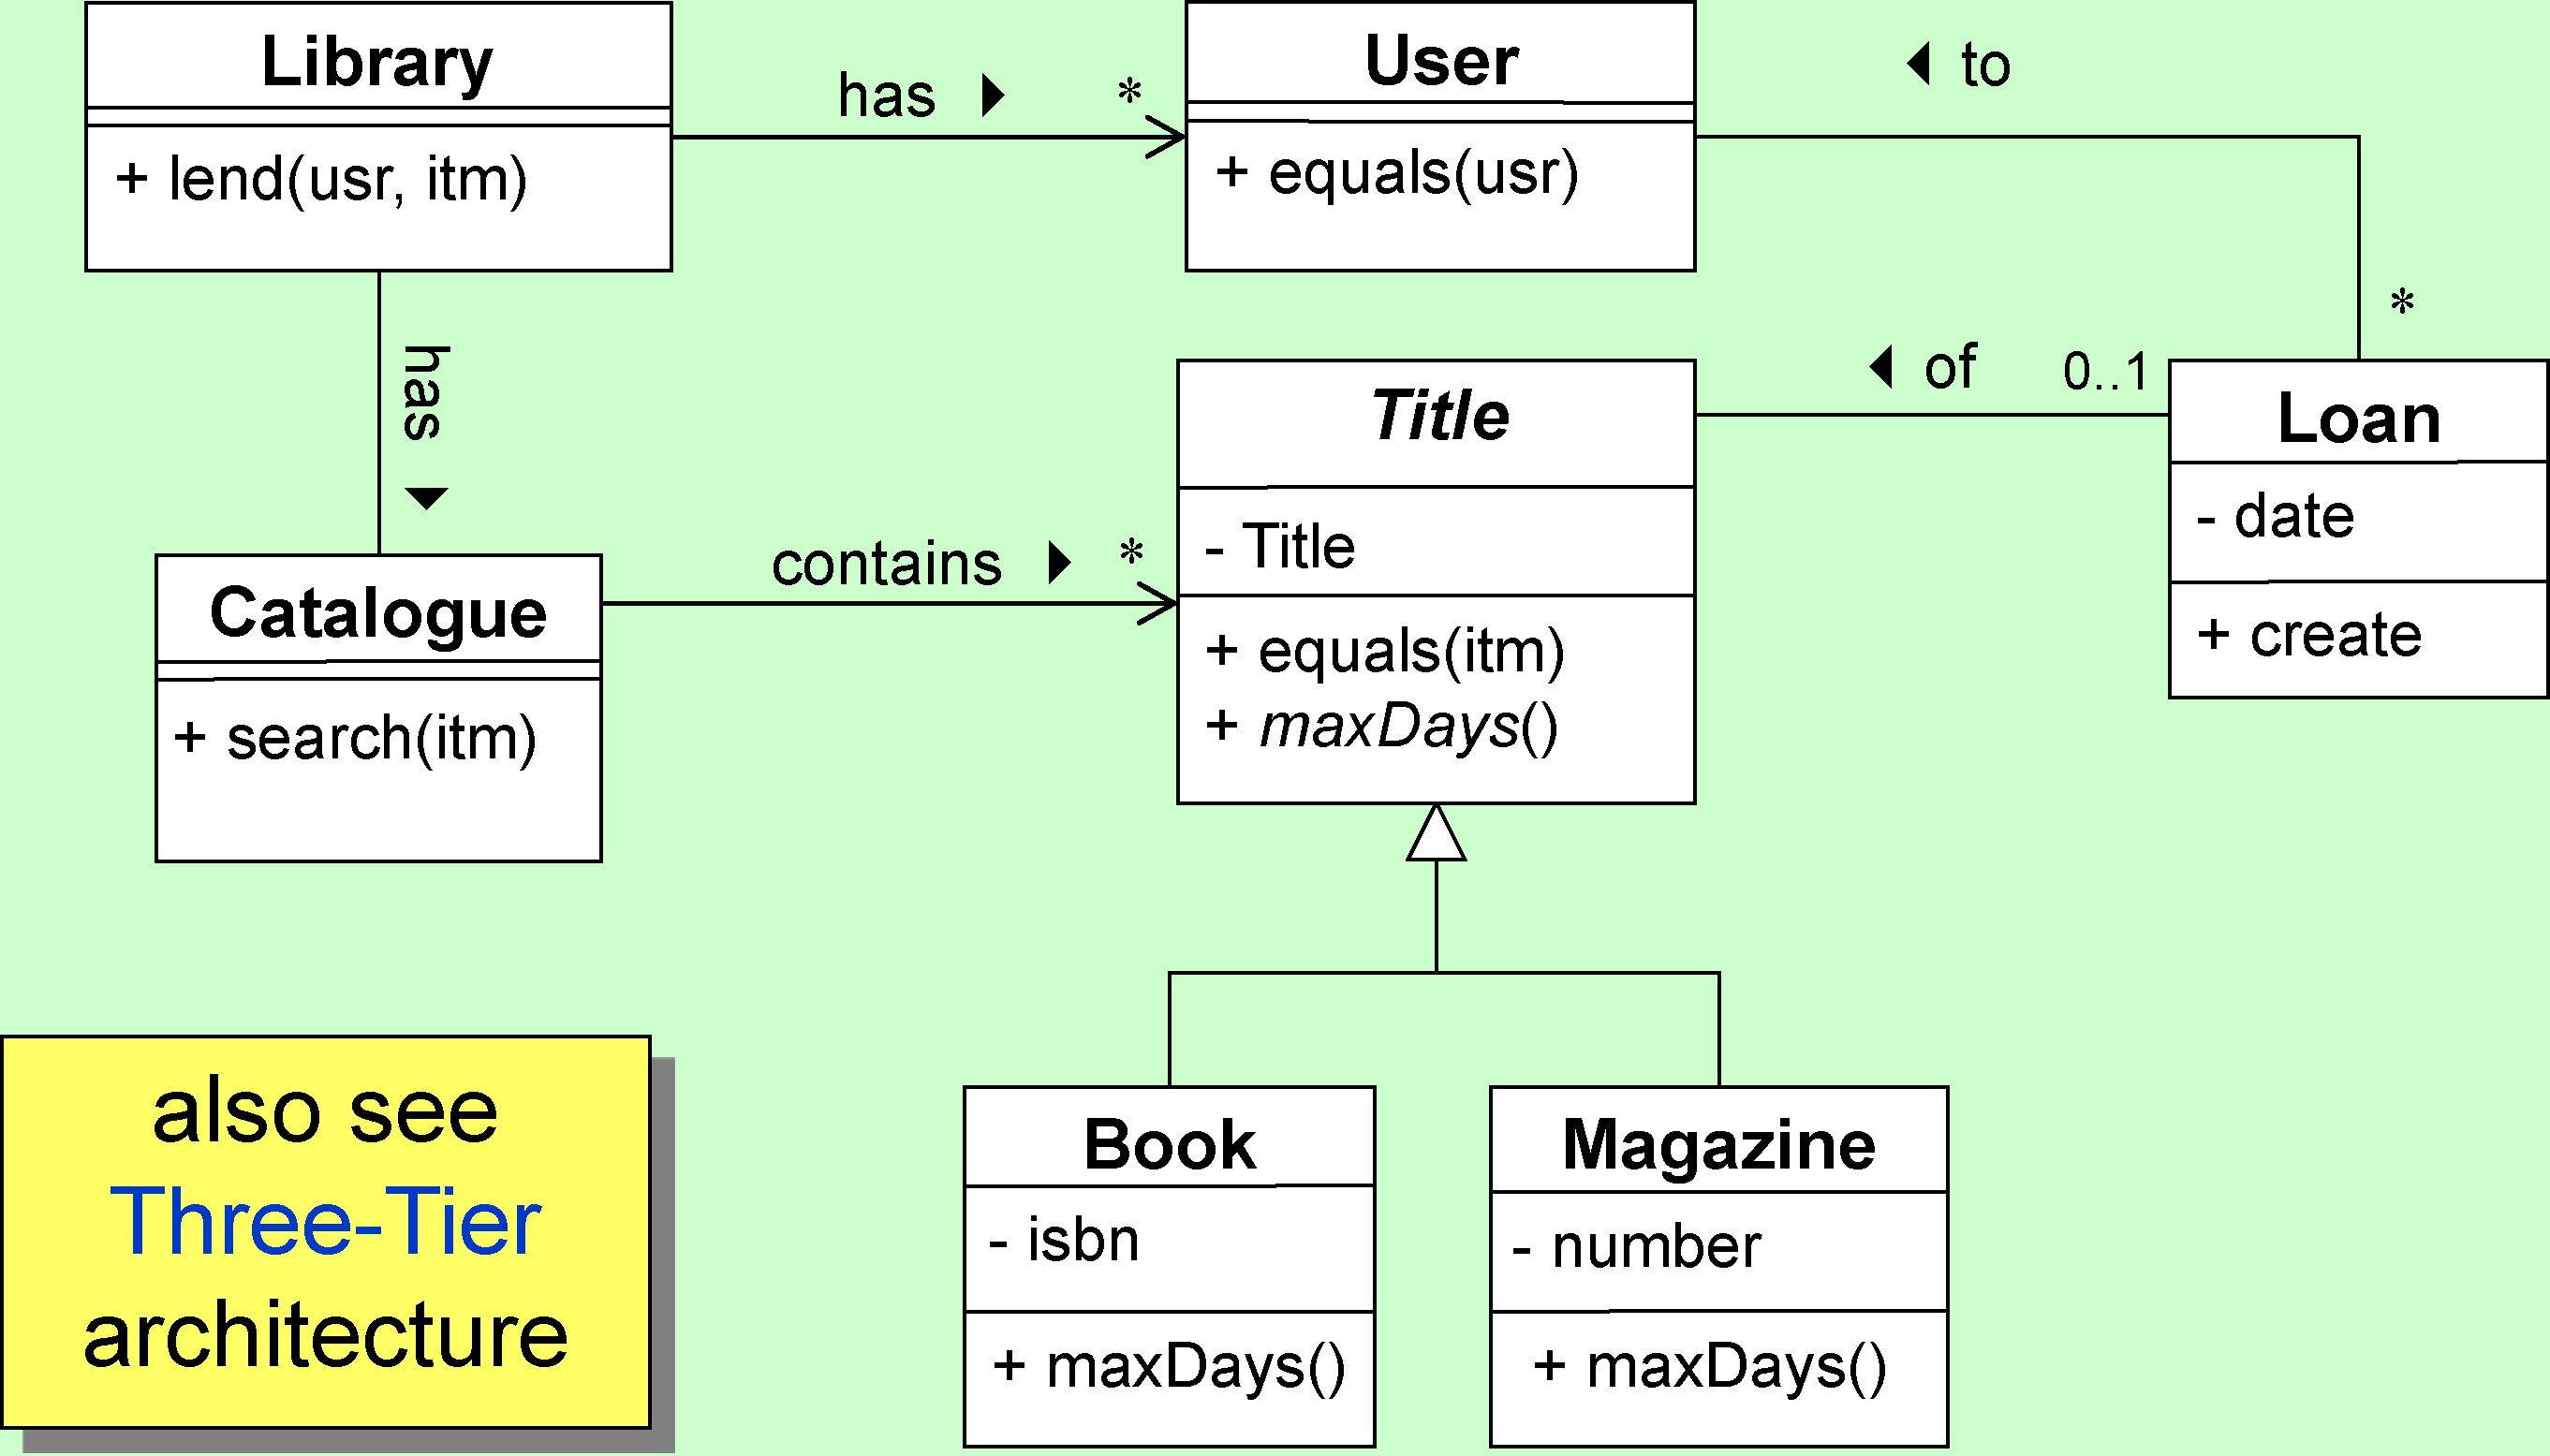 Library
+ lend(usr, itm)
has
*
User
+ equals(usr)
to
*
has
Catalogue
+ search(itm)
contains
*
Title
- Title
+ equals(itm)
+ maxDays()
of
0..1
Loan
- date
+ create
Book
- isbn
+ maxDays()
Magazine
- number
+ maxDays()
also see
Three-Tier
architecture